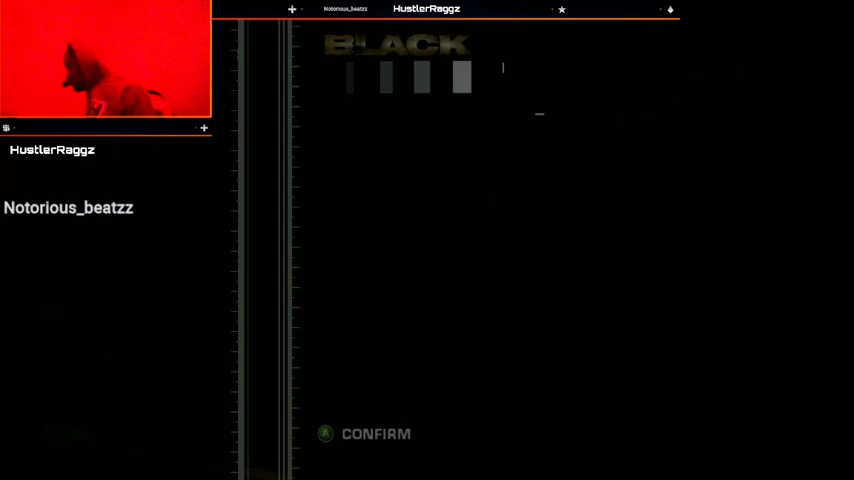 Notorious_beatzz
HustlerRaggz
BLACK
HustlerRaggz
Notorious_beatzz
A CONFIRM